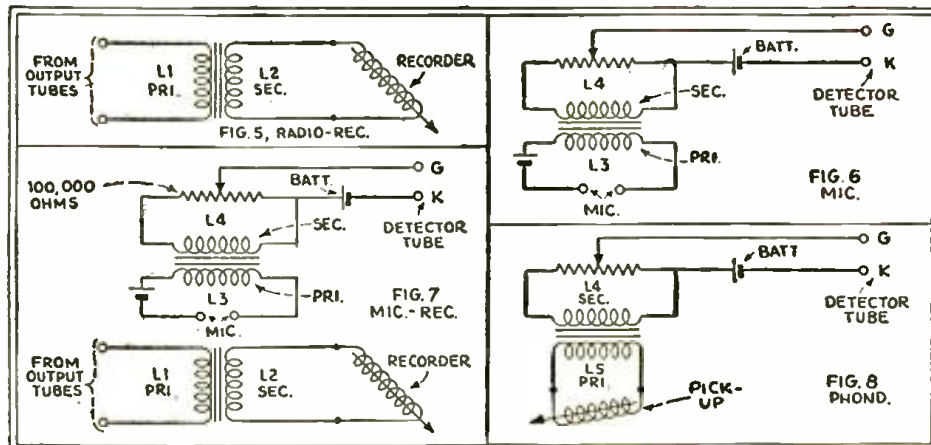 FROM
OUTPUT
TUBES
L1
PRI.
L2
SEC.
RECORDER
FIG. 5, RADIO-REC.
G
BATT.
K
L4
SEC.
DETECTOR
TUBE
PRI.
L3
MIC.
FIG. 6
MIC.
100,000
OHMS
G
BATT.
K
L4
SEC.
DETECTOR
TUBE
PRI.
L3
MIC.
FIG. 7
MIC.-REC.
FROM
OUTPUT
TUBES
L1
PRI.
L2
SEC.
RECORDER
G
BATT
K
L4
SEC.
DETECTOR
TUBE
L5
PRI.
PICK-
UP
FIG. 8
PHONO.